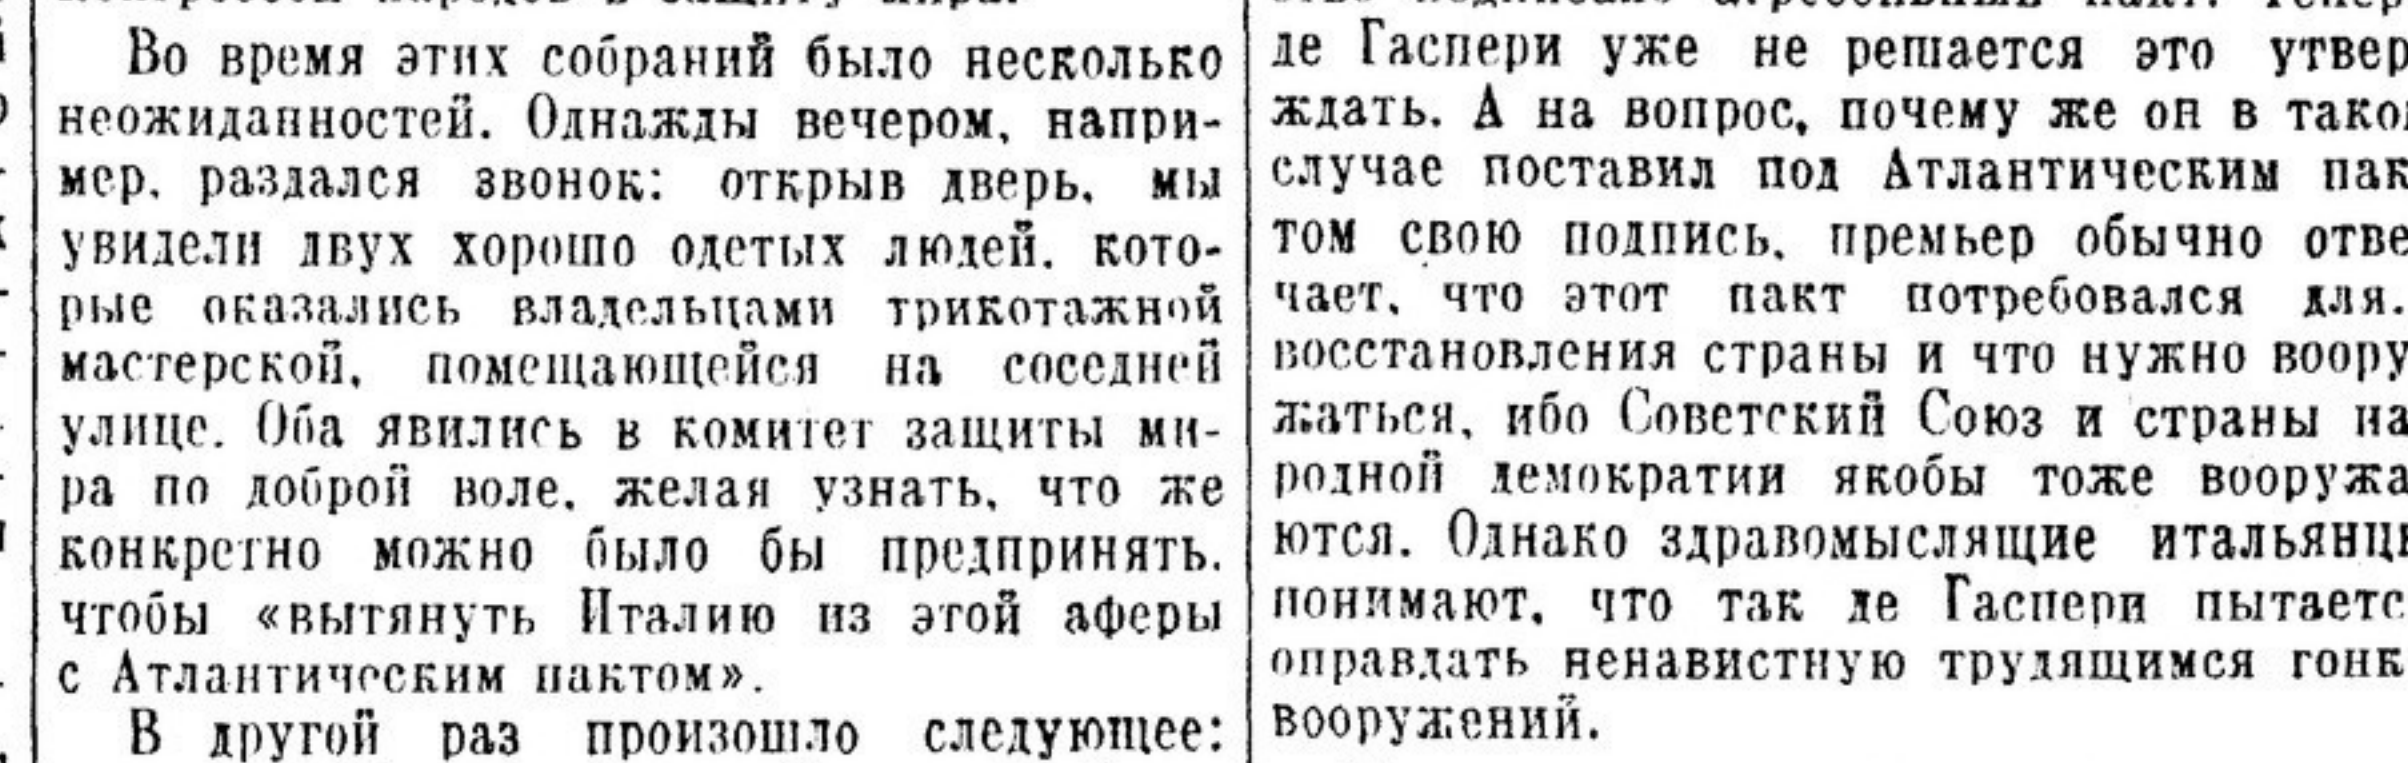 Во время этих собраний было несколько
неожиданностей. Однажды вечером, напри-
мер, раздался звонок: открыв дверь, мы
увидели двух хорошо одетых людей, кото-
рые оказались владельцами трикотажной
мастерской, помещающейся на соседней
улице. Оба явились в комитет защиты ми-
ра по доброй воле, желая узнать, что же
конкретно можно было бы предпринять,
чтобы «вытянуть Италию из этой аферы
с Атлантическим пактом».
В другой раз произошло следующее:
де Гаспери уже не решается это утвер
ждать. А на вопрос, почему же он в тако
случае поставил под Атлантическим пак
том свою подпись, премьер обычно отве
чает, что этот пакт потребовался для.
восстановления страны и что нужно воору
жаться, ибо Советский Союз и страны на
родной демократии якобы тоже вооружа
ются. Однако здравомыслящие итальянцы
понимают, что так де Гаспери пытаетс
оправдать ненавистную трудящимся гонк
вооружений.